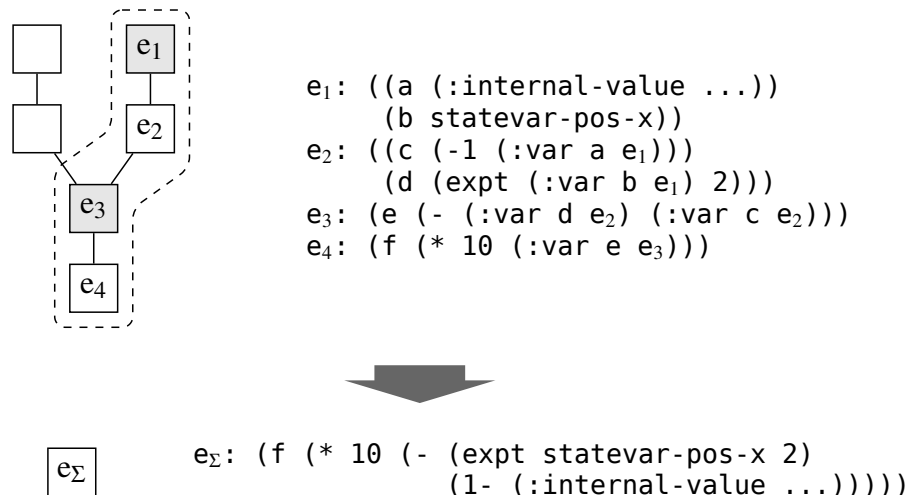 e₁
e₂
e₃
e₄
e₁: ((a (:internal-value ...))
(b statevar-pos-x))
e₂: ((c (-1 (:var a e₁)))
(d (expt (:var b e₁) 2)))
e₃: (e (- (:var d e₂) (:var c e₂)))
e₄: (f (* 10 (:var e e₃)))
eΣ
eΣ: (f (* 10 (- (expt statevar-pos-x 2)
(1- (:internal-value ...)))))